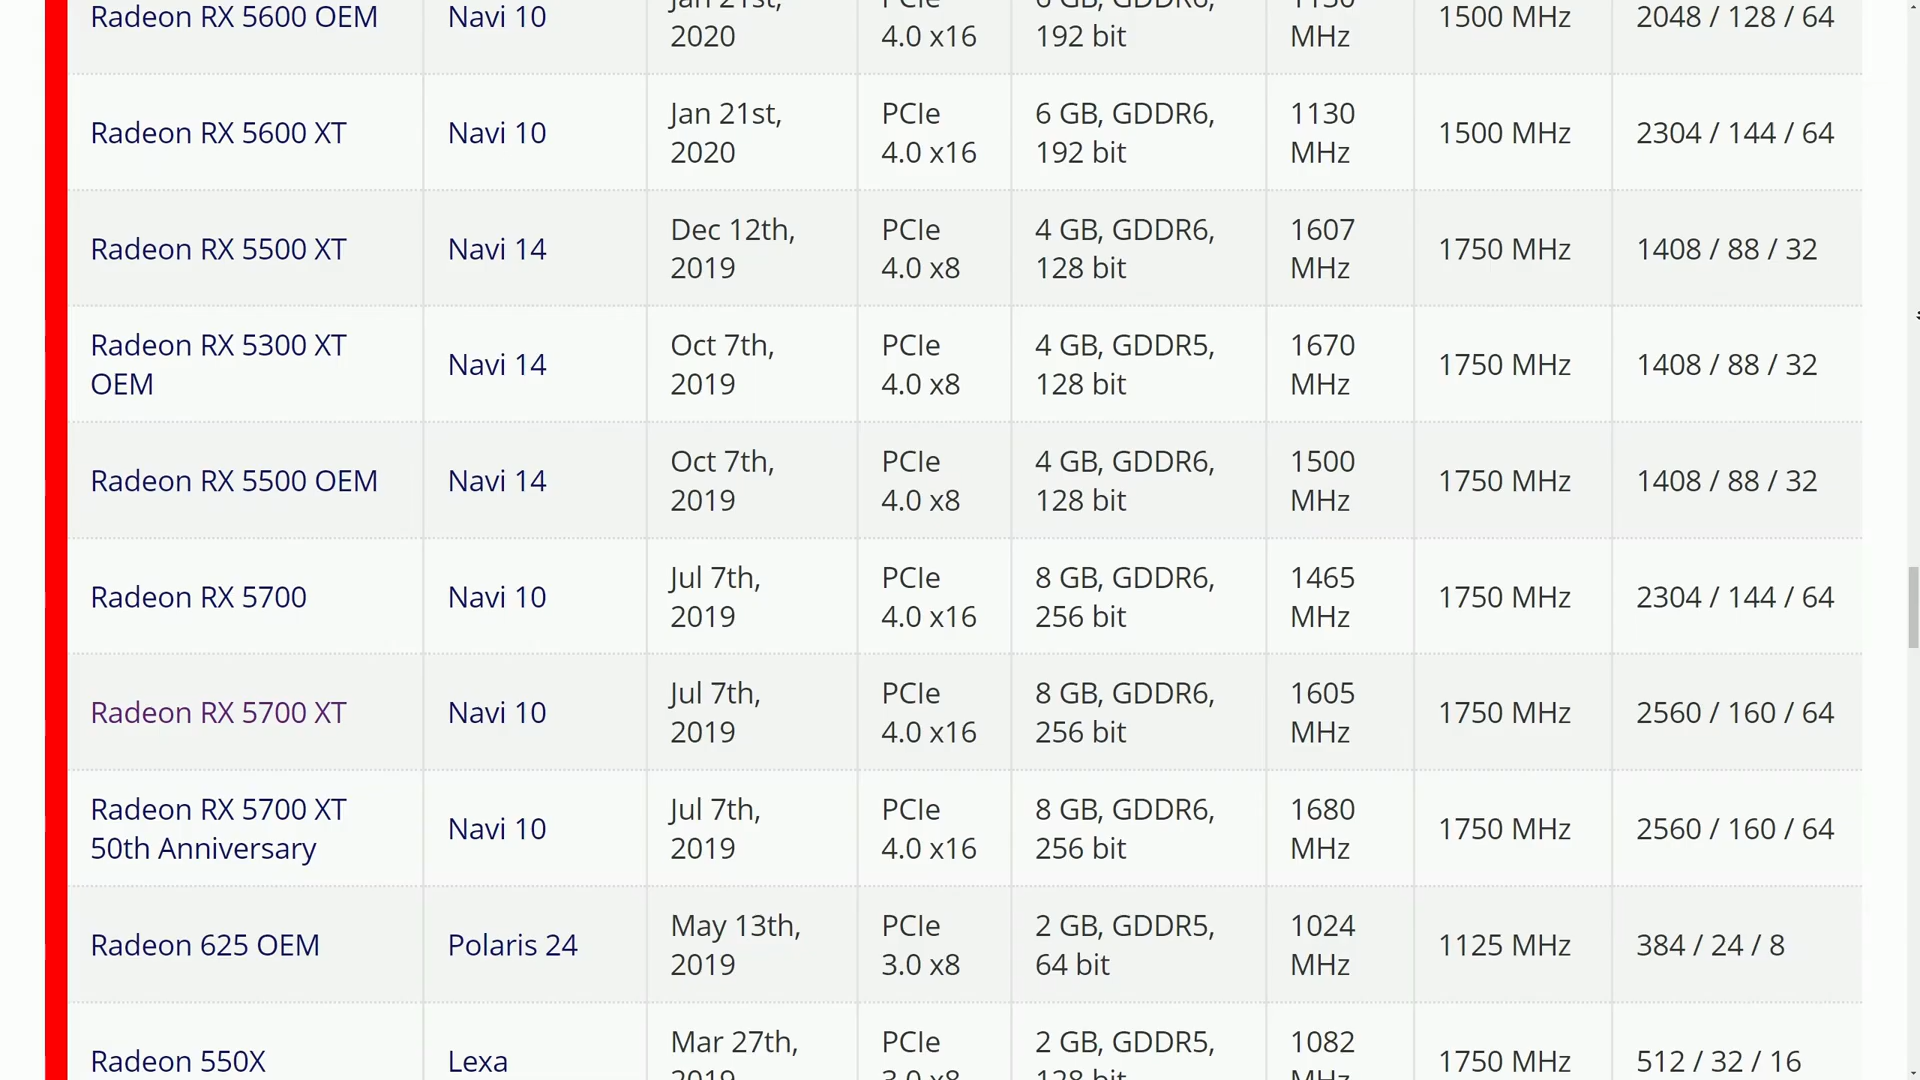 Radeon RX 5600 OEM
Navi 10
Jan 21st,
2020
PCIe
4.0 x16
6 GB, GDDR6,
192 bit
1130
MHz
1500 MHz
2048 / 128 / 64
Radeon RX 5600 XT
Navi 10
Jan 21st,
2020
PCIe
4.0 x16
6 GB, GDDR6,
192 bit
1130
MHz
1500 MHz
2304 / 144 / 64
Radeon RX 5500 XT
Navi 14
Dec 12th,
2019
PCIe
4.0 x8
4 GB, GDDR6,
128 bit
1607
MHz
1750 MHz
1408 / 88 / 32
Radeon RX 5300 XT
OEM
Navi 14
Oct 7th,
2019
PCIe
4.0 x8
4 GB, GDDR5,
128 bit
1670
MHz
1750 MHz
1408 / 88 / 32
Radeon RX 5500 OEM
Navi 14
Oct 7th,
2019
PCIe
4.0 x8
4 GB, GDDR6,
128 bit
1500
MHz
1750 MHz
1408 / 88 / 32
Radeon RX 5700
Navi 10
Jul 7th,
2019
PCIe
4.0 x16
8 GB, GDDR6,
256 bit
1465
MHz
1750 MHz
2304 / 144 / 64
Radeon RX 5700 XT
Navi 10
Jul 7th,
2019
PCIe
4.0 x16
8 GB, GDDR6,
256 bit
1605
MHz
1750 MHz
2560 / 160 / 64
Radeon RX 5700 XT
50th Anniversary
Navi 10
Jul 7th,
2019
PCIe
4.0 x16
8 GB, GDDR6,
256 bit
1680
MHz
1750 MHz
2560 / 160 / 64
Radeon 625 OEM
Polaris 24
May 13th,
2019
PCIe
3.0 x8
2 GB, GDDR5,
64 bit
1024
MHz
1125 MHz
384 / 24 / 8
Radeon 550X
Lexa
Mar 27th,
2019
PCIe
3.0 x8
2 GB, GDDR5,
128 bit
1082
MHz
1750 MHz
512 / 32 / 16